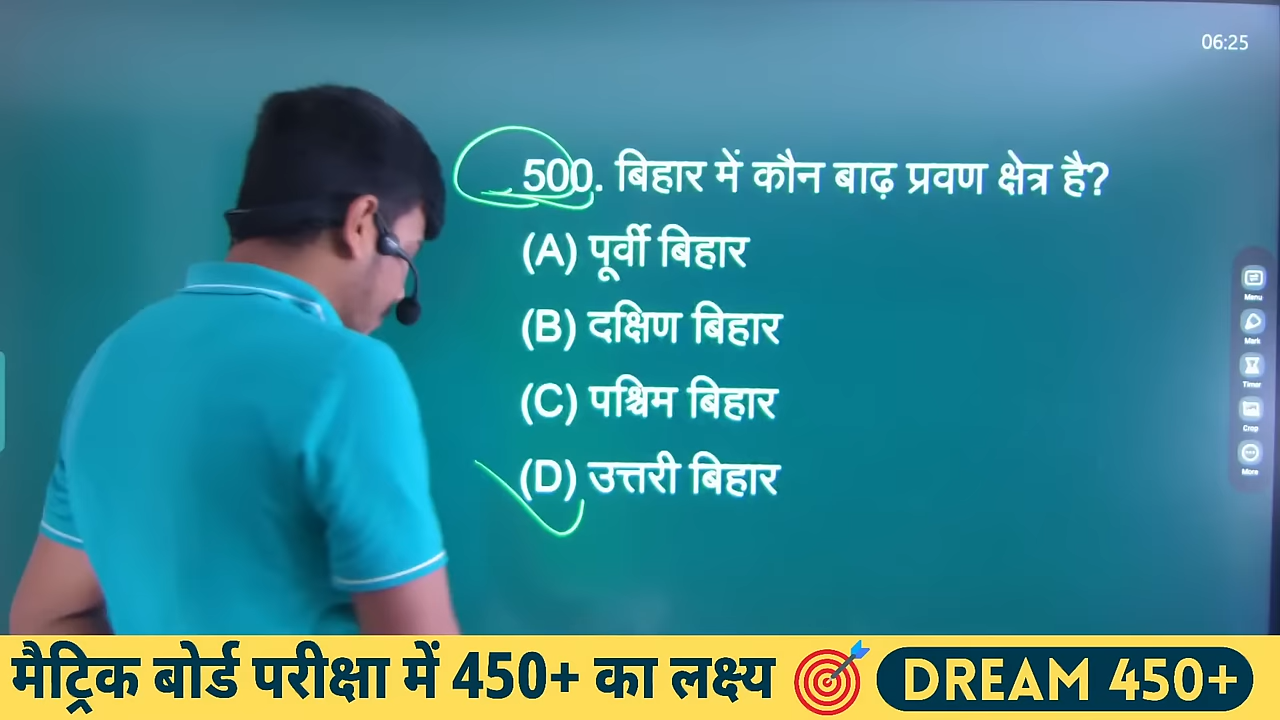 06:25
500. बिहार में कौन बाढ़ प्रवण क्षेत्र है?
(A) पूर्वी बिहार
(B) दक्षिण बिहार
(C) पश्चिम बिहार
(D) उत्तरी बिहार
Menu
Mark
Timer
Crop
More
मैट्रिक बोर्ड परीक्षा में 450+ का लक्ष्य DREAM 450+